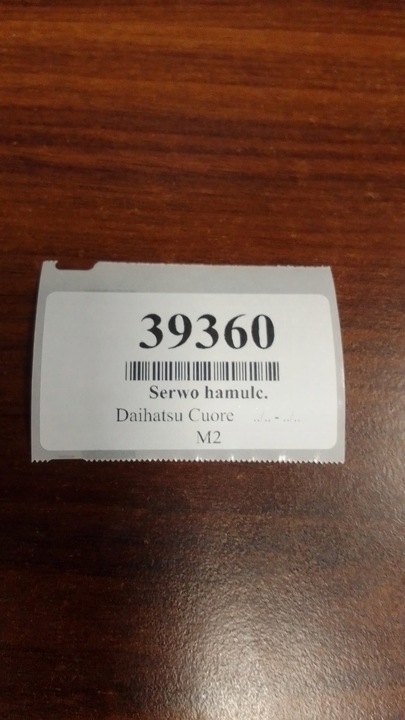 39360
Serwo hamulc.
Daihatsu Cuore ../.. - ../..
M2